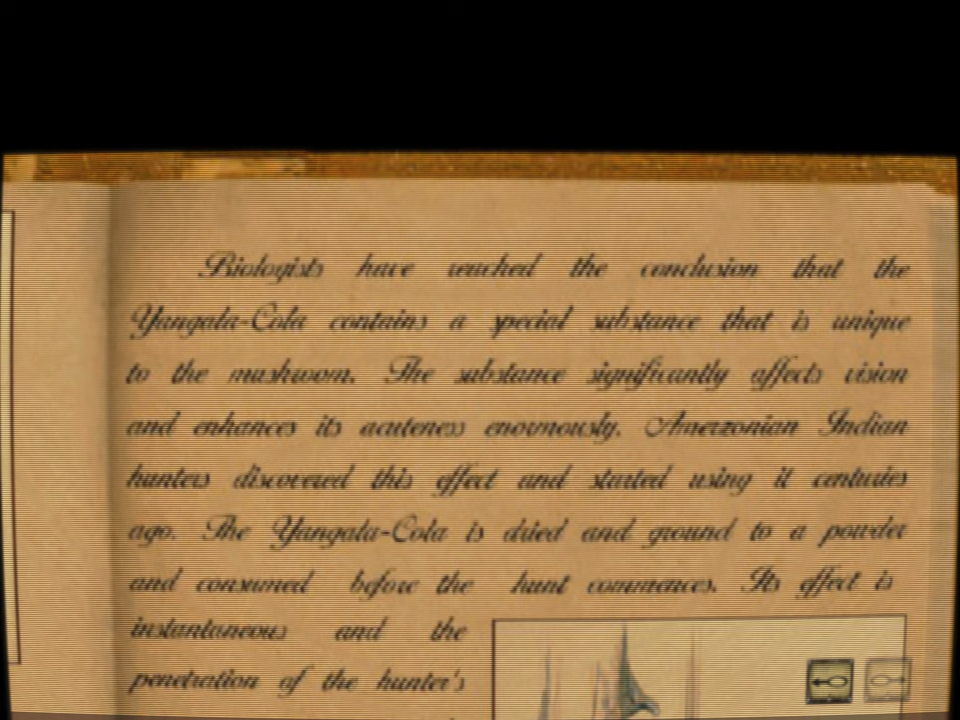 Biologists have reached the conclusion that the
Yangala-Cola contains a special substance that is unique
to the mushroom. The substance significantly affects vision
and enhances its acuteness enormously. Amerzonian Indian
hunters discovered this effect and started using it centuries
ago. The Yangala-Cola is dried and ground to a powder
and consumed before the hunt commences. Its effect is
instantaneous and the
penetration of the hunter's